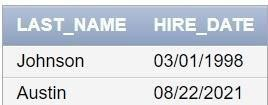 LAST_NAME HIRE_DATE
Johnson 03/01/1998
Austin 08/22/2021